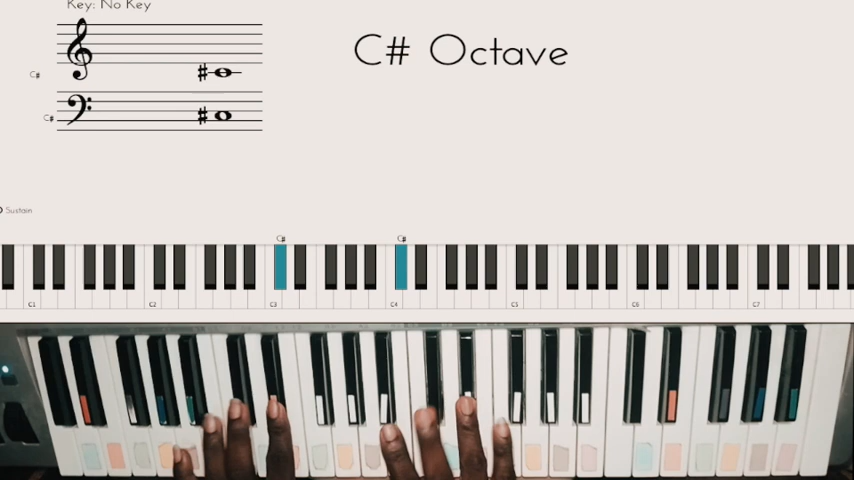 Key: No Key
C# Octave
C#
C#
Sustain
C# C#
C1 C2 C3 C4 C5 C6 C7